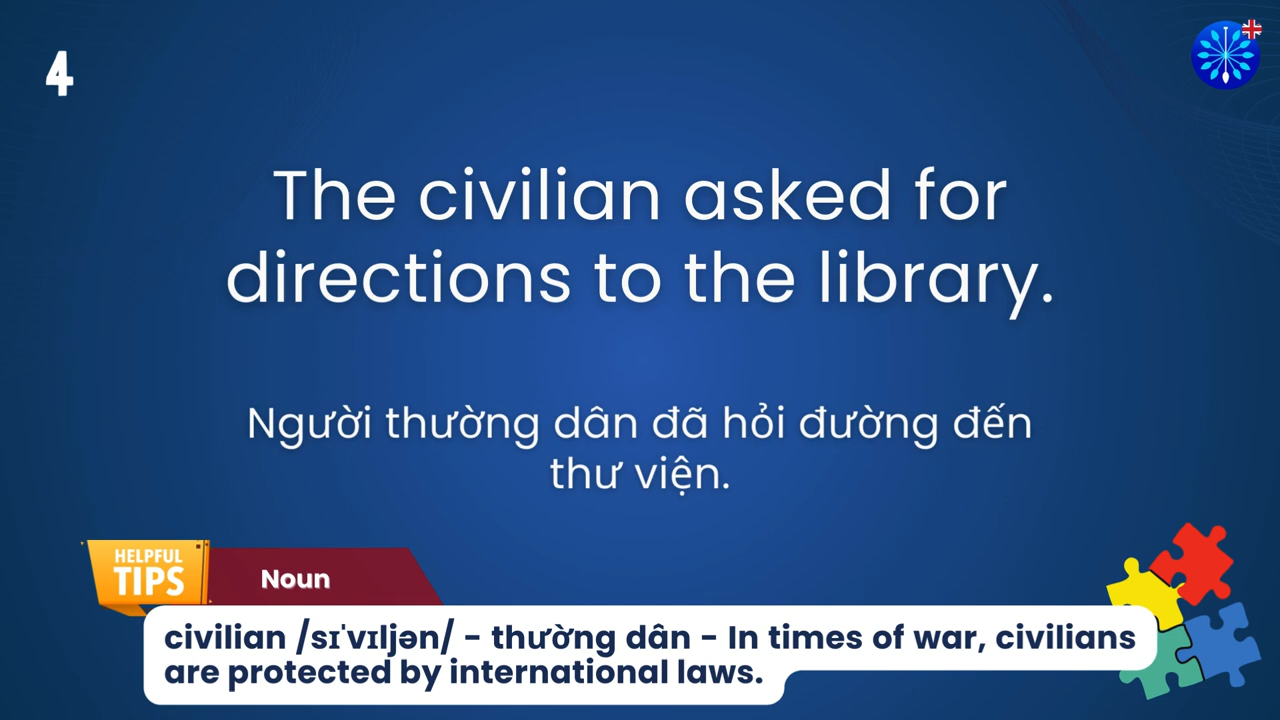 4
The civilian asked for
directions to the library.
Người thường dân đã hỏi đường đến
thư viện.
HELPFUL
TIPS
Noun
civilian /sɪˈvɪljən/ - thường dân - In times of war, civilians
are protected by international laws.